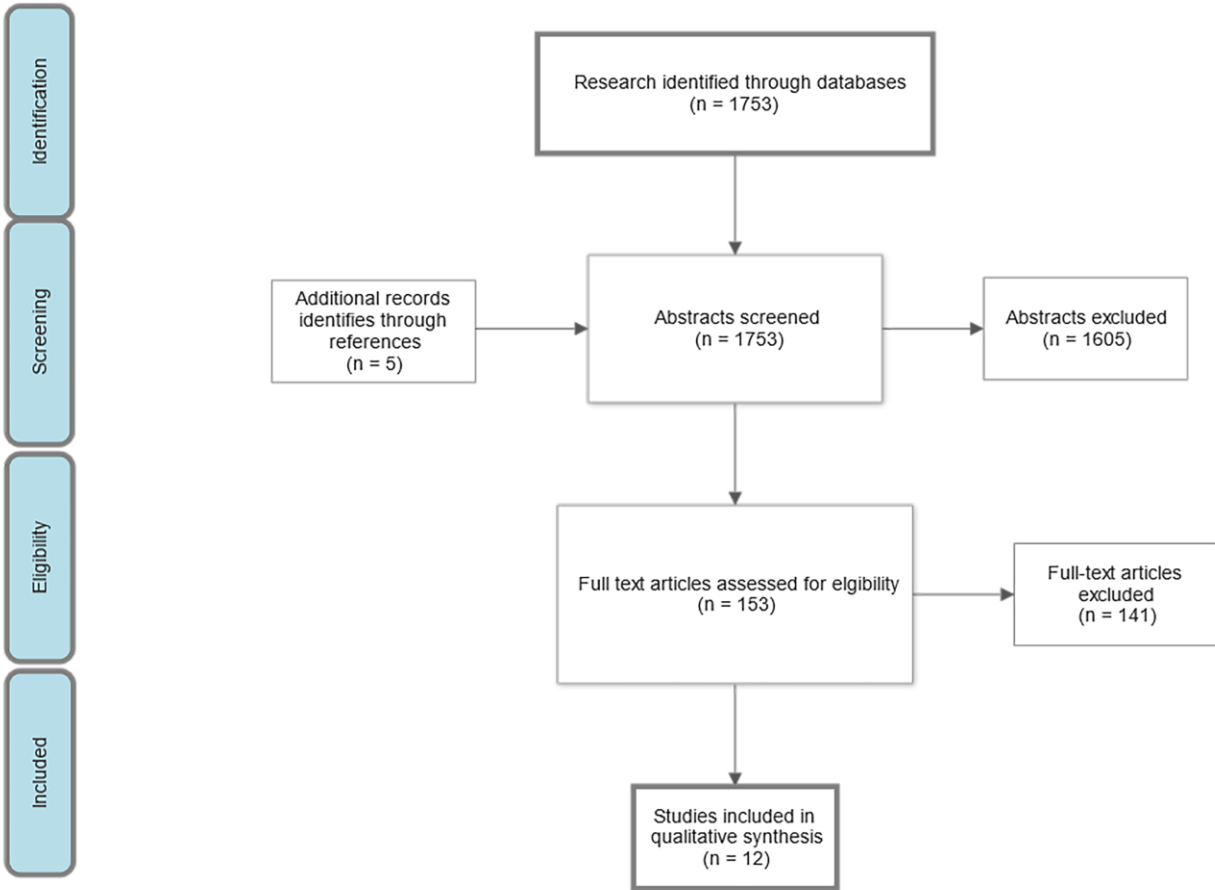 Identification
Research identified through databases
(n = 1753)
Screening
Additional records
identifies through
references
(n = 5)
Abstracts screened
(n = 1753)
Abstracts excluded
(n = 1605)
Eligibility
Full text articles assessed for elgibility
(n = 153)
Full-text articles
excluded
(n = 141)
Included
Studies included in
qualitative synthesis
(n = 12)